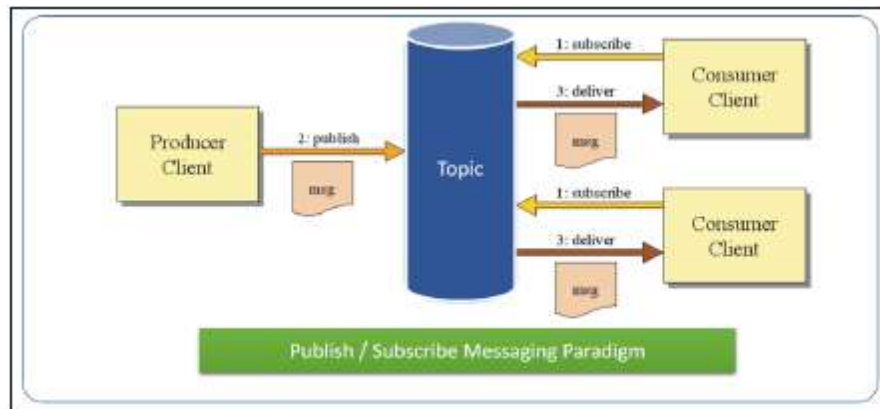 1: subscribe
Consumer
Client
3: deliver
msg
Producer
Client
2: publish
msg
Topic
1: subscribe
Consumer
Client
3: deliver
msg
Publish / Subscribe Messaging Paradigm